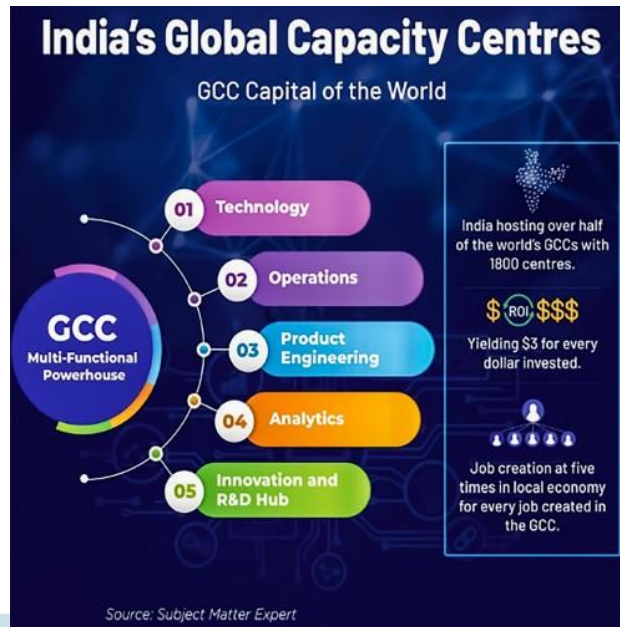 India's Global Capacity Centres
GCC Capital of the World
01 Technology
02 Operations
03 Product
Engineering
04 Analytics
05 Innovation and
R&D Hub
GCC
Multi-Functional
Powerhouse
India hosting over half
of the world's GCCs with
1800 centres.
$ ROI $$$
Yielding $3 for every
dollar invested.
Job creation at five
times in local economy
for every job created in
the GCC.
Source: Subject Matter Expert